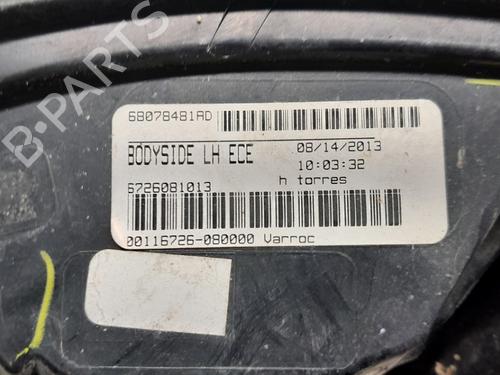 68078481AD
BODYSIDE LH ECE 08/14/2013
10:03:32
6726081013 h torres
00116726-080000 Varroc
B-PARTS